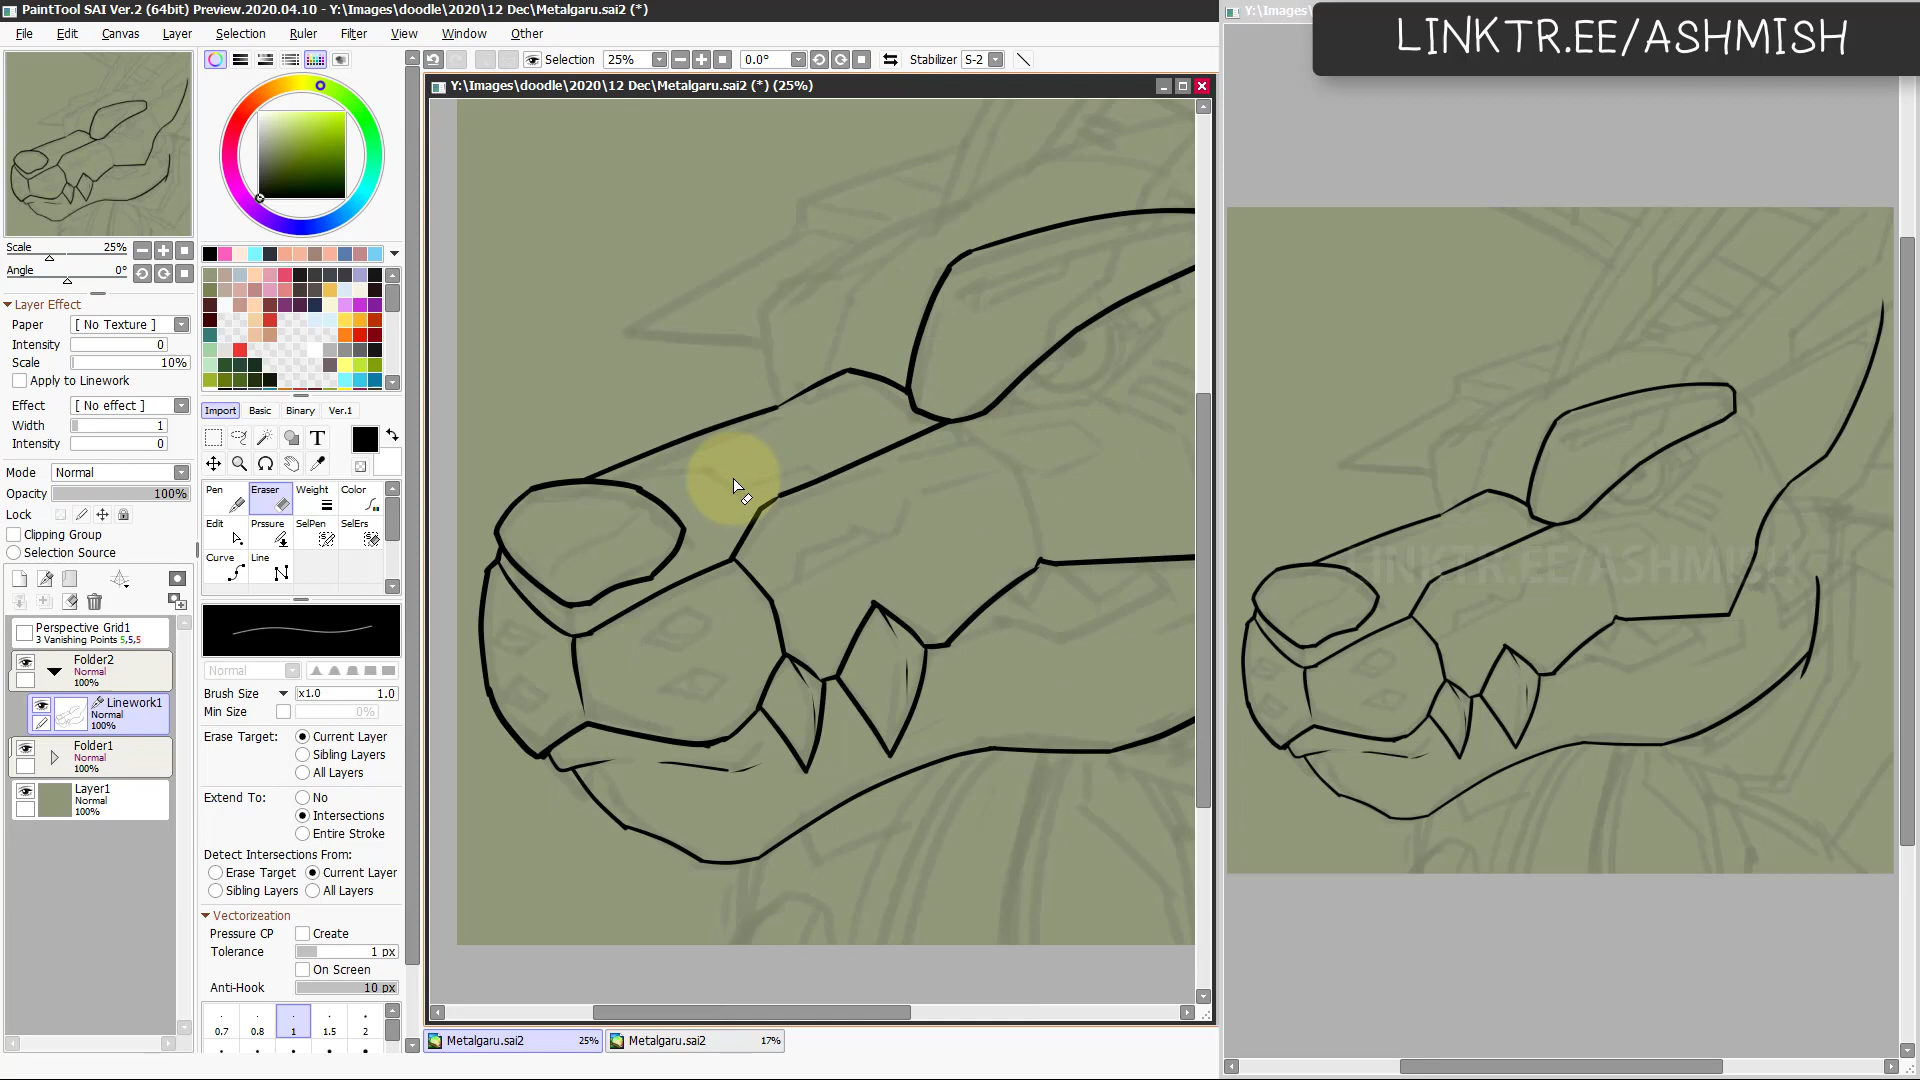 PaintTool SAI Ver.2 (64bit) Preview.2020.04.10 - Y:\Images\doodle\2020\12 Dec\Metalgaru.sai2 (*)
Y:\Images
LINKTR.EE/ASHMISH
File Edit Canvas Layer Selection Ruler Filter View Window Other
Selection 25% 0.0° Stabilizer S-2
Y:\Images\doodle\2020\12 Dec\Metalgaru.sai2 (*) (25%)
Scale 25%
Angle 0°
Layer Effect
Paper [ No Texture ]
Intensity 0
Scale 10%
Apply to Linework
Effect [ No effect ]
Width 1
Intensity 0
Mode Normal
Opacity 100%
Lock
Clipping Group
Selection Source
Perspective Grid1
3 Vanishing Points 5,5,5
Folder2
Normal
100%
Linework1
Normal
100%
Folder1
Normal
100%
Layer1
Normal
100%
Import Basic Binary Ver.1
T
Pen Eraser Weight Color
Edit Prssure SelPen SelErs
Curve Line
Normal
Brush Size x1.0 1.0
Min Size 0%
Erase Target: Current Layer
Sibling Layers
All Layers
Extend To: No
Intersections
Entire Stroke
Detect Intersections From:
Erase Target Current Layer
Sibling Layers All Layers
Vectorizeation
Pressure CP Create
Tolerance 1 px
On Screen
Anti-Hook 10 px
0.7 0.8 1 1.5 2
Metalgaru.sai2 25% Metalgaru.sai2 17%
LINKTR.EE/ASHMISH